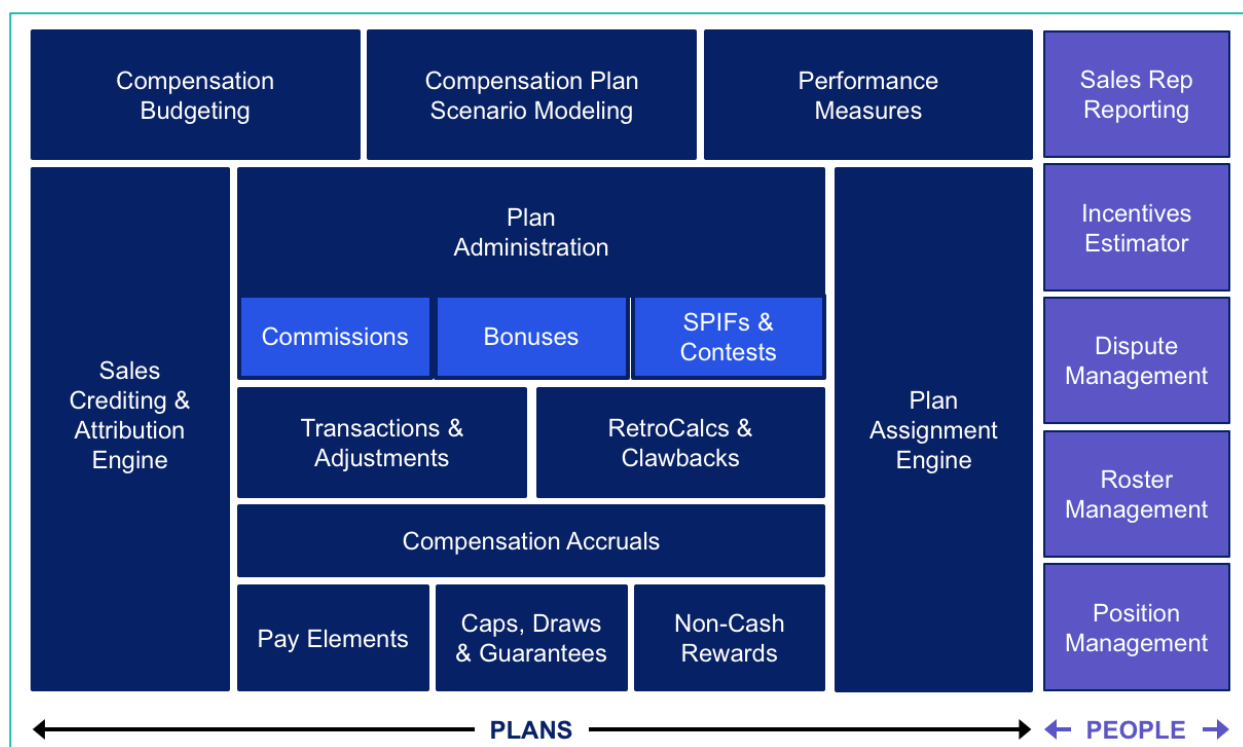 Compensation
Budgeting
Compensation Plan
Scenario Modeling
Performance
Measures
Sales Rep
Reporting
Sales
Crediting &
Attribution
Engine
Plan
Administration
Commissions
Bonuses
SPIFs &
Contests
Transactions &
Adjustments
RetroCalcs &
Clawbacks
Compensation Accruals
Pay Elements
Caps, Draws
& Guarantees
Non-Cash
Rewards
Plan
Assignment
Engine
Incentives
Estimator
Dispute
Management
Roster
Management
Position
Management
PLANS
PEOPLE